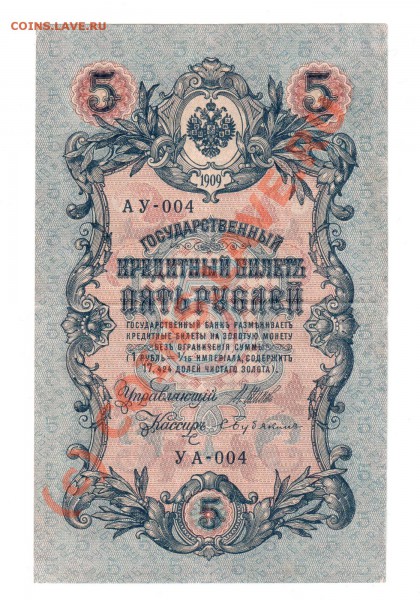 COINS.LAVE.RU
5 5
1909
АУ-004
ГОСУДАРСТВЕННЫЙ
КРЕДИТНЫЙ БИЛЕТЪ
ПЯТЬ РУБЛЕЙ
ГОСУДАРСТВЕННЫЙ БАНКЪ РАЗМѢНИВАЕТЪ
КРЕДИТНЫЕ БИЛЕТЫ НА ЗОЛОТУЮ МОНЕТУ
БЕЗЪ ОГРАНИЧЕНІЯ СУММЫ
(1 РУБЛЬ = 1/15 ИМПЕРІАЛА, СОДЕРЖИТЪ
17,424 ДОЛЕЙ ЧИСТАГО ЗОЛОТА).
Управляющій
Кассиръ
УА-004
5